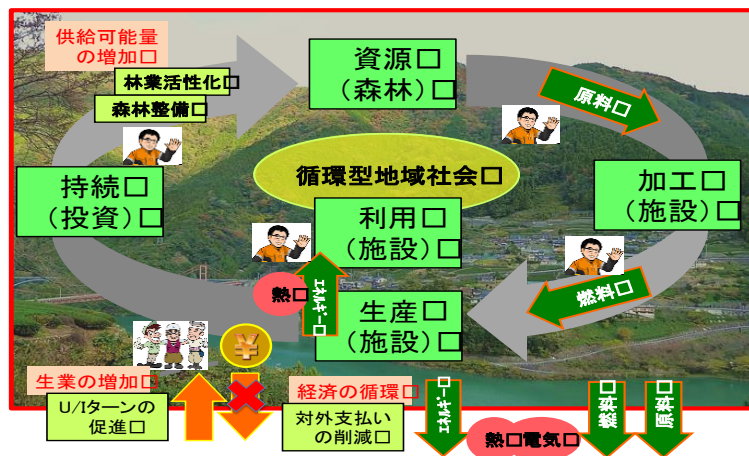 供給可能量
の増加□
林業活性化□
森林整備□
資源□
(森林)□
原料□
循環型地域社会□
持続□
(投資)□
加工□
(施設)□
利用□
(施設)□
熱□
エネルギー□
燃料□
生産□
(施設)□
¥
生業の増加□
U/Iターンの
促進□
経済の循環□
対外支払い
の削減□
エネルギー□
熱□電気□
燃料□
原料□